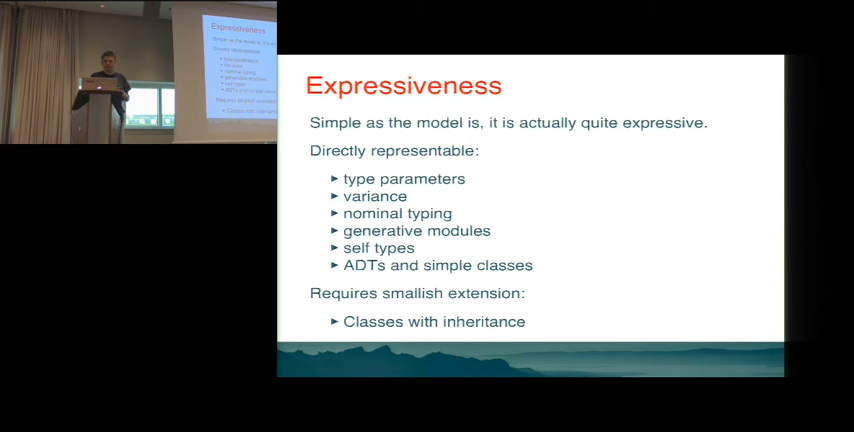 Expressiveness
Simple as the model is, it is actually quite expressive.
Directly representable:
▸ type parameters
▸ variance
▸ nominal typing
▸ generative modules
▸ self types
▸ ADTs and simple classes
Requires smallish extension:
▸ Classes with inheritance